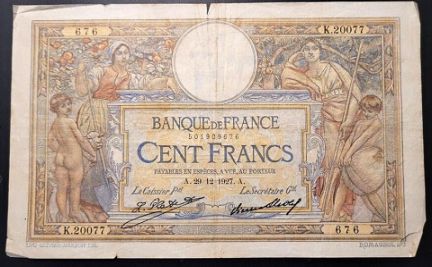 676
K.20077
BANQUE DE FRANCE
CENT FRANCS
PAYABLES EN ESPÈCES, A VUE, AU PORTEUR
A. 29-12-1927. A.
Le Caissier Pal
Le Secrétaire Gal
K.20077
676